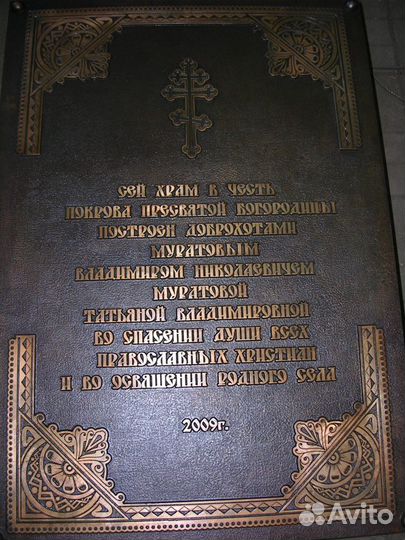 СЕЙ ХРАМ В ЧЕСТЬ
ПОКРОВА ПРЕСВЯТОЙ БОГОРОДИЦЫ
ПОСТРОЕН ДОБРОХОТАМИ
МУРАТОВЫМ
ВЛАДИМИРОМ НИКОЛАЕВИЧЕМ
МУРАТОВОЙ
ТАТЬЯНОЙ ВЛАДИМИРОВНОЙ
ВО СПАСЕНИИ ДУШИ ВСЕХ
ПРАВОСЛАВНЫХ ХРИСТИАН
И ВО ОСВЯЩЕНИИ РОДНОГО СЕЛА
2009г.
Avito